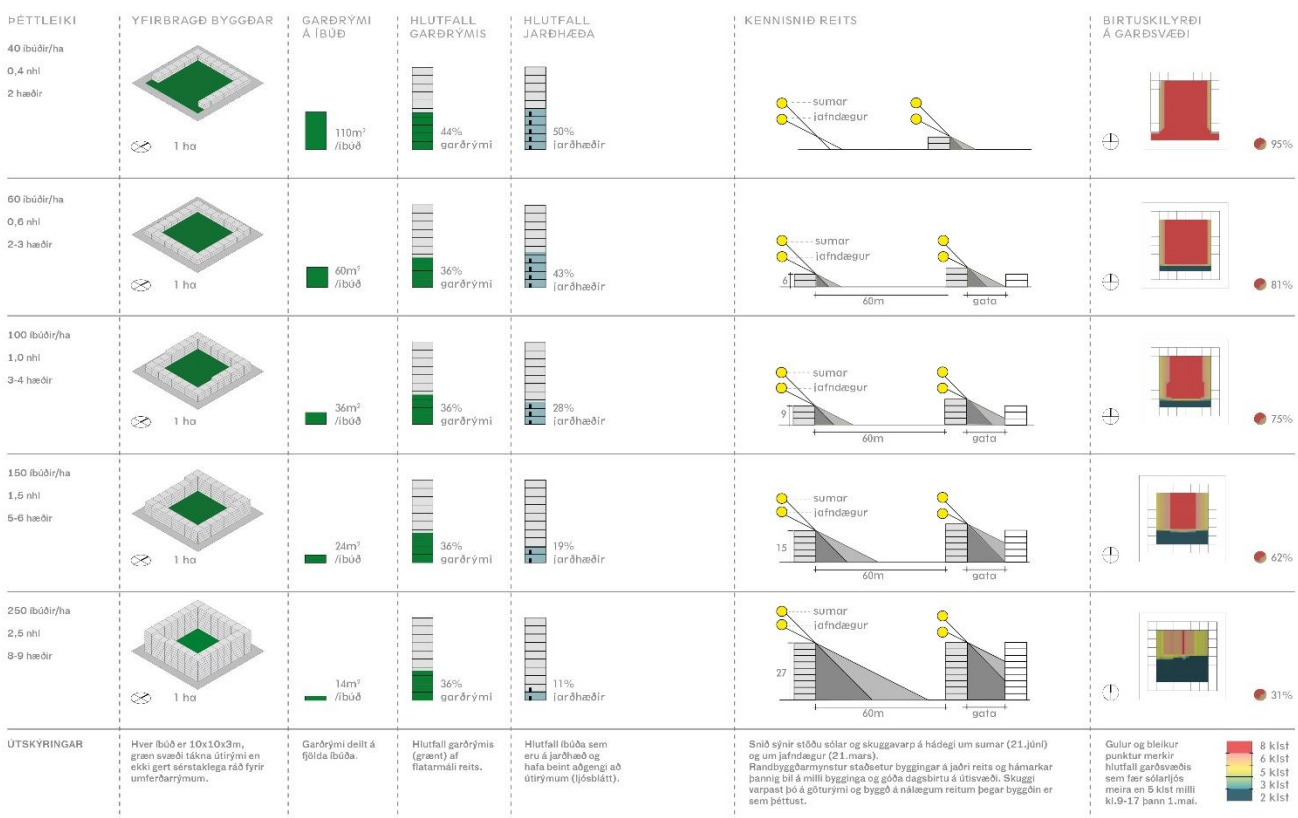 ÞÉTTLEIKI
YFIRBRAGÐ BYGGÐAR
GARÐRÝMI
Á ÍBÚÐ
HLUTFALL
GARÐRÝMIS
HLUTFALL
JARÐHÆÐA
KENNISNIÐ REITS
BIRTUSKILYRÐI
Á GARÐSVÆÐI
40 íbúðir/ha
0,4 nhl
2 hæðir
1 ha
110m²
/íbúð
44%
garðrými
50%
jarðhæðir
sumar
jafndægur
95%
60 íbúðir/ha
0,6 nhl
2-3 hæðir
1 ha
60m²
/íbúð
36%
garðrými
43%
jarðhæðir
sumar
jafndægur
6
60m
gata
81%
100 íbúðir/ha
1,0 nhl
3-4 hæðir
1 ha
36m²
/íbúð
36%
garðrými
28%
jarðhæðir
sumar
jafndægur
9
60m
gata
75%
150 íbúðir/ha
1,5 nhl
5-6 hæðir
1 ha
24m²
/íbúð
36%
garðrými
19%
jarðhæðir
sumar
jafndægur
15
60m
gata
62%
250 íbúðir/ha
2,5 nhl
8-9 hæðir
1 ha
14m²
/íbúð
36%
garðrými
11%
jarðhæðir
sumar
jafndægur
27
60m
gata
31%
ÚTSKÝRINGAR
Hver íbúð er 10x10x3m,
græn svæði tákna útirými en
ekki gert sérstaklega ráð fyrir
umferðarrýmum.
Garðrými deilt á
fjölda íbúða.
Hlutfall garðrýmis
(grænt) af
flatarmáli reits.
Hlutfall íbúða sem
eru á jarðhæð og
hafa beint aðgengi að
útirýmum (ljósblátt).
Snið sýnir stöðu sólar og skuggavarp á hádegi um sumar (21.júní)
og um jafndægur (21.mars).
Randbyggðarmynstur staðsetur byggingar á jaðri reits og hámarkar
þannig bil á milli bygginga og góða dagsbirtu á útisvæði. Skuggi
varpast þó á göturými og byggð á nálægum reitum þegar byggðin er
sem þéttust.
Gulur og bleikur
punktur merkir
hlutfall garðsvæðis
sem fær sólarljós
meira en 5 klst milli
kl.9-17 þann 1.maí.
8 klst
6 klst
5 klst
3 klst
2 klst